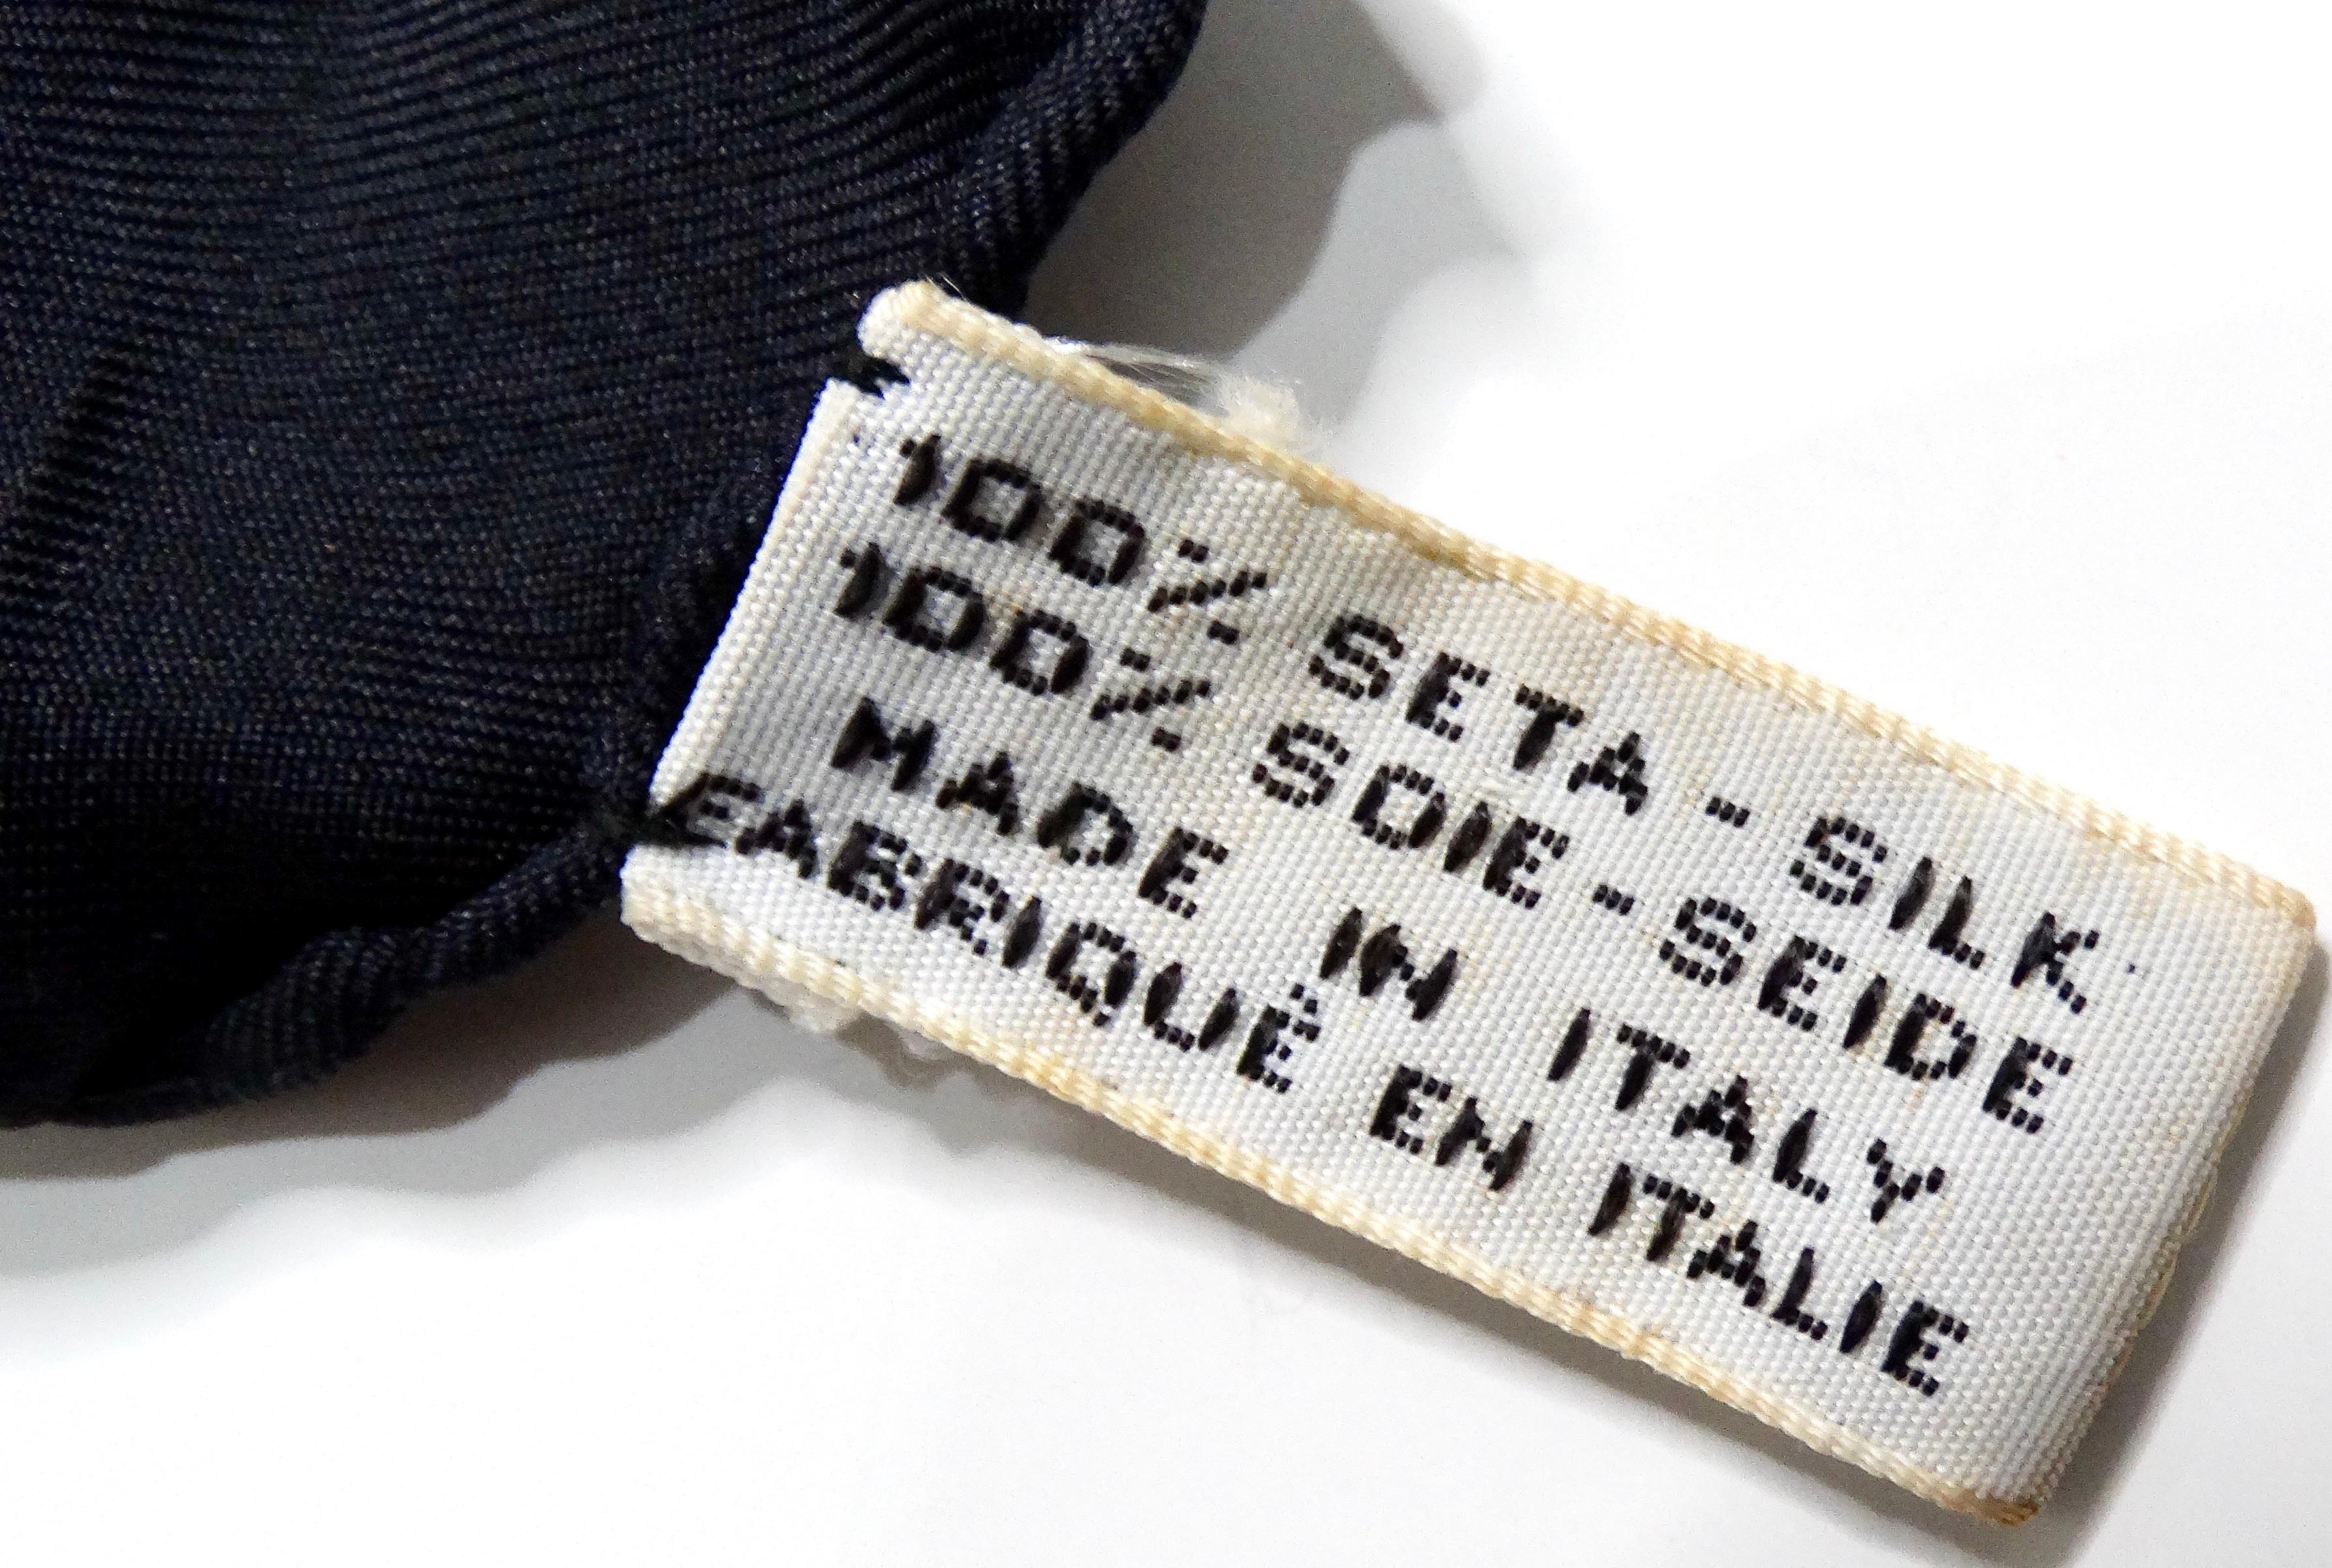 100% SETA - SILK
100% SOIE - SEIDE
MADE IN ITALY
FABRIQUÉ EN ITALIE